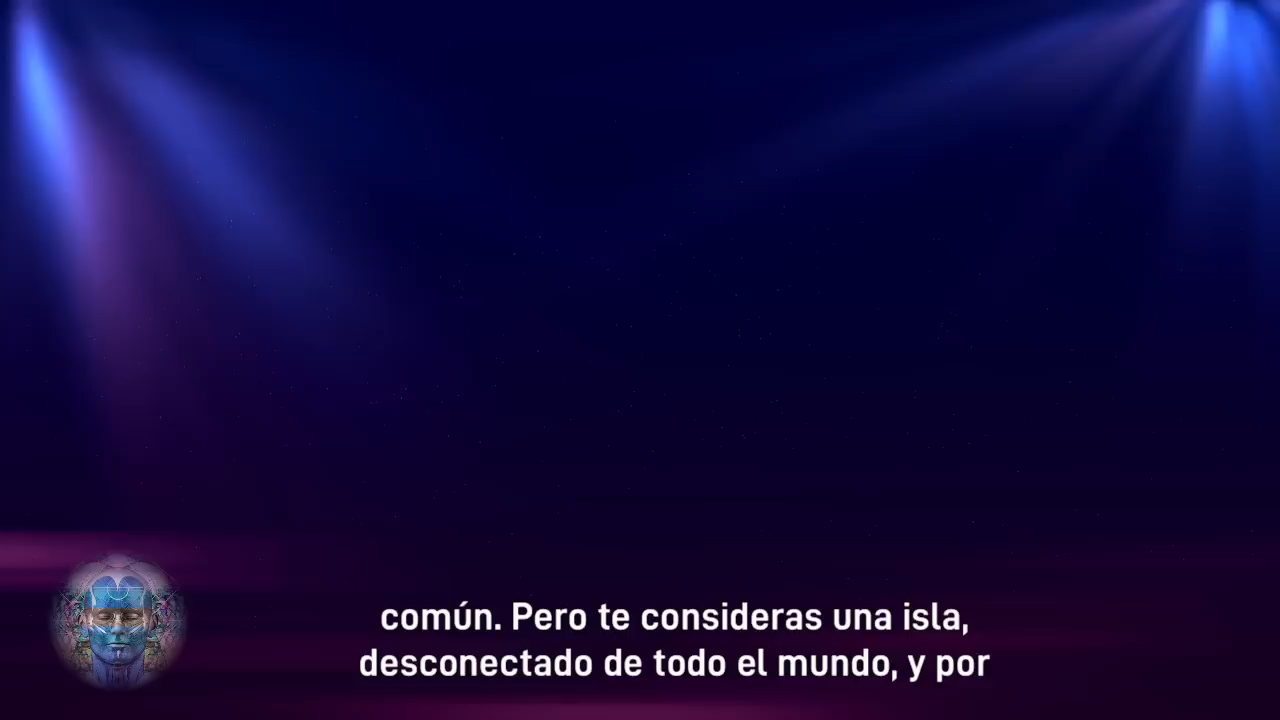 común. Pero te consideras una isla,
desconectado de todo el mundo, y por